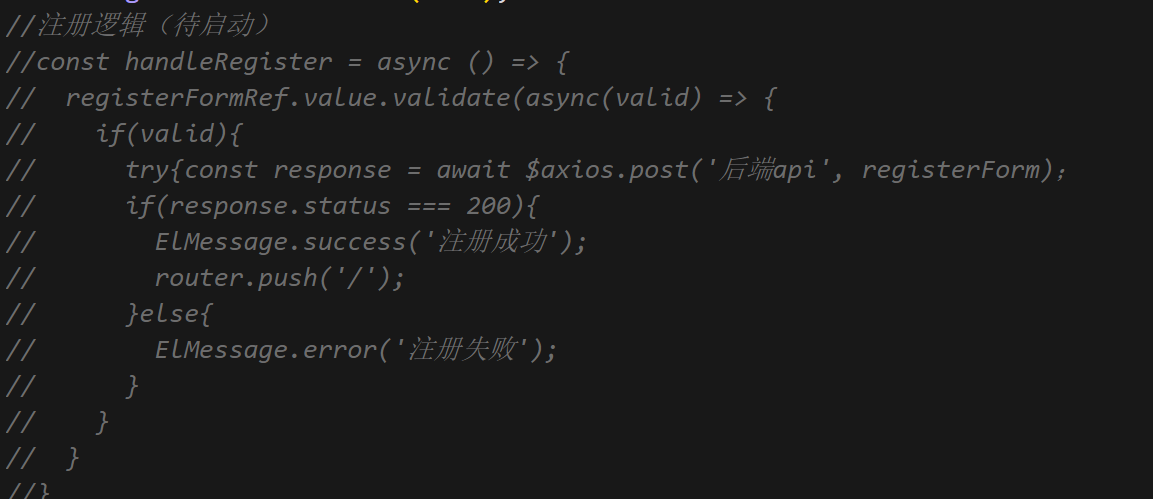 //注册逻辑（待启动）
//const handleRegister = async () => {
//  registerFormRef.value.validate(async(valid) => {
//    if(valid){
//      try{const response = await $axios.post('后端api', registerForm);
//      if(response.status === 200){
//        ElMessage.success('注册成功');
//        router.push('/');
//      }else{
//        ElMessage.error('注册失败');
//      }
//    }
//  }
//}